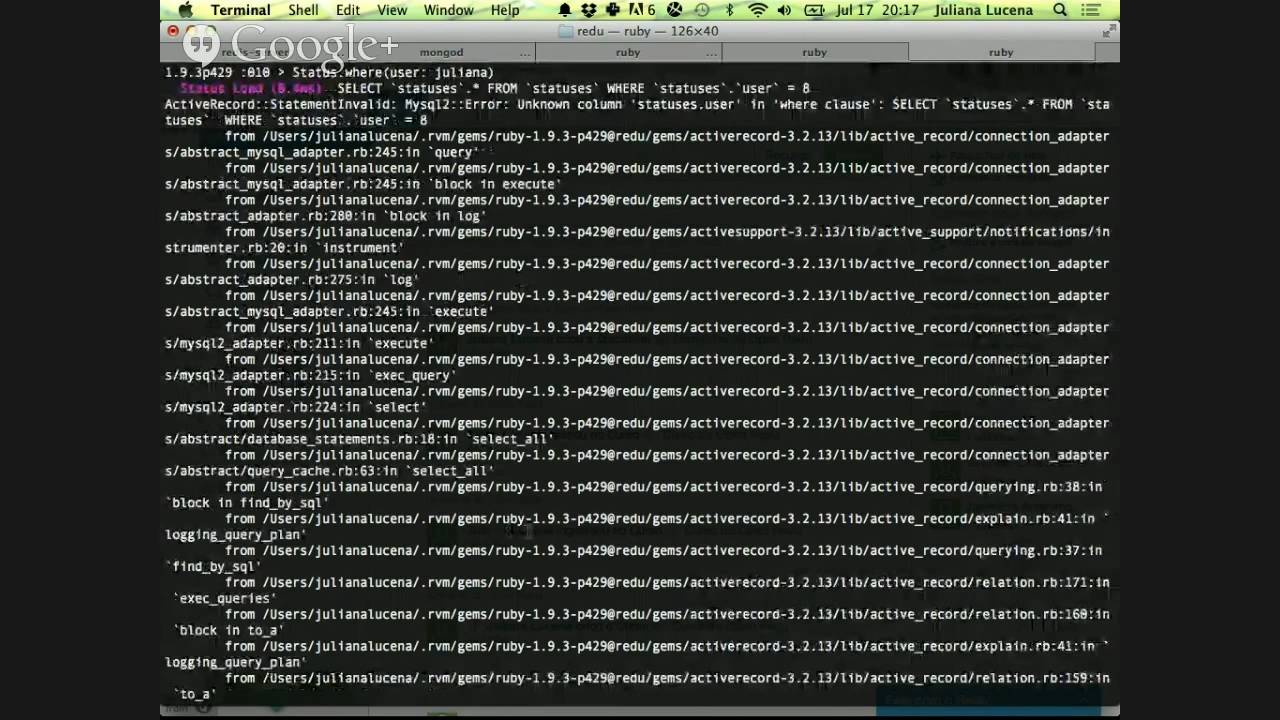 Terminal Shell Edit View Window Help 6 Jul 17 20:17 Juliana Lucena
Google+
redu — ruby — 126×40
redis-server mongod ... ruby ... ruby ruby
1.9.3p429 :010 > Status.where(user: juliana)
Status Load (0.4ms) SELECT `statuses`.* FROM `statuses` WHERE `statuses`.`user` = 8
ActiveRecord::StatementInvalid: Mysql2::Error: Unknown column 'statuses.user' in 'where clause': SELECT `statuses`.* FROM `sta
tuses` WHERE `statuses`.`user` = 8
from /Users/julianalucena/.rvm/gems/ruby-1.9.3-p429@redu/gems/activerecord-3.2.13/lib/active_record/connection_adapter
s/abstract_mysql_adapter.rb:245:in `query'
from /Users/julianalucena/.rvm/gems/ruby-1.9.3-p429@redu/gems/activerecord-3.2.13/lib/active_record/connection_adapter
s/abstract_mysql_adapter.rb:245:in `block in execute'
from /Users/julianalucena/.rvm/gems/ruby-1.9.3-p429@redu/gems/activerecord-3.2.13/lib/active_record/connection_adapter
s/abstract_adapter.rb:280:in `block in log'
from /Users/julianalucena/.rvm/gems/ruby-1.9.3-p429@redu/gems/activesupport-3.2.13/lib/active_support/notifications/in
strumenter.rb:20:in `instrument'
from /Users/julianalucena/.rvm/gems/ruby-1.9.3-p429@redu/gems/activerecord-3.2.13/lib/active_record/connection_adapter
s/abstract_adapter.rb:275:in `log'
from /Users/julianalucena/.rvm/gems/ruby-1.9.3-p429@redu/gems/activerecord-3.2.13/lib/active_record/connection_adapter
s/abstract_mysql_adapter.rb:245:in `execute'
from /Users/julianalucena/.rvm/gems/ruby-1.9.3-p429@redu/gems/activerecord-3.2.13/lib/active_record/connection_adapter
s/mysql2_adapter.rb:211:in `execute'
from /Users/julianalucena/.rvm/gems/ruby-1.9.3-p429@redu/gems/activerecord-3.2.13/lib/active_record/connection_adapter
s/mysql2_adapter.rb:215:in `exec_query'
from /Users/julianalucena/.rvm/gems/ruby-1.9.3-p429@redu/gems/activerecord-3.2.13/lib/active_record/connection_adapter
s/mysql2_adapter.rb:224:in `select'
from /Users/julianalucena/.rvm/gems/ruby-1.9.3-p429@redu/gems/activerecord-3.2.13/lib/active_record/connection_adapter
s/abstract/database_statements.rb:18:in `select_all'
from /Users/julianalucena/.rvm/gems/ruby-1.9.3-p429@redu/gems/activerecord-3.2.13/lib/active_record/connection_adapter
s/abstract/query_cache.rb:63:in `select_all'
from /Users/julianalucena/.rvm/gems/ruby-1.9.3-p429@redu/gems/activerecord-3.2.13/lib/active_record/querying.rb:38:in
`block in find_by_sql'
from /Users/julianalucena/.rvm/gems/ruby-1.9.3-p429@redu/gems/activerecord-3.2.13/lib/active_record/explain.rb:41:in `
logging_query_plan'
from /Users/julianalucena/.rvm/gems/ruby-1.9.3-p429@redu/gems/activerecord-3.2.13/lib/active_record/querying.rb:37:in
`find_by_sql'
from /Users/julianalucena/.rvm/gems/ruby-1.9.3-p429@redu/gems/activerecord-3.2.13/lib/active_record/relation.rb:171:in
`exec_queries'
from /Users/julianalucena/.rvm/gems/ruby-1.9.3-p429@redu/gems/activerecord-3.2.13/lib/active_record/relation.rb:160:in
`block in to_a'
from /Users/julianalucena/.rvm/gems/ruby-1.9.3-p429@redu/gems/activerecord-3.2.13/lib/active_record/explain.rb:41:in `
logging_query_plan'
from /Users/julianalucena/.rvm/gems/ruby-1.9.3-p429@redu/gems/activerecord-3.2.13/lib/active_record/relation.rb:159:in
`to_a'
from